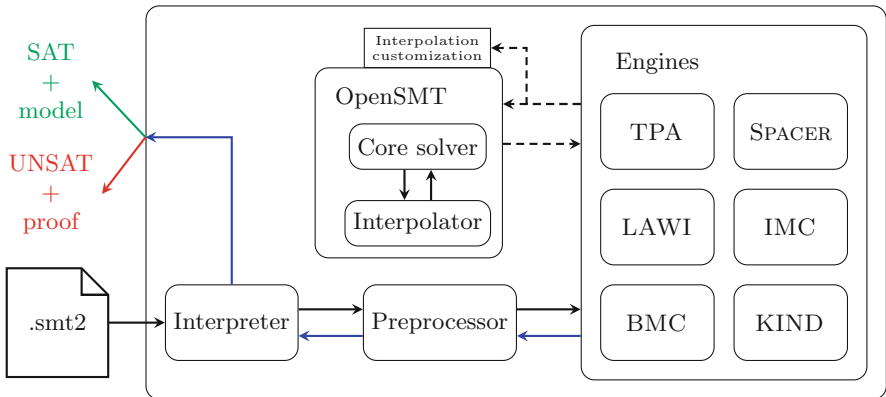 SAT
+
model
UNSAT
+
proof
.smt2
Interpolation
customization
OpenSMT
Core solver
Interpolator
Interpreter
Preprocessor
Engines
TPA
SPACER
LAWI
IMC
BMC
KIND